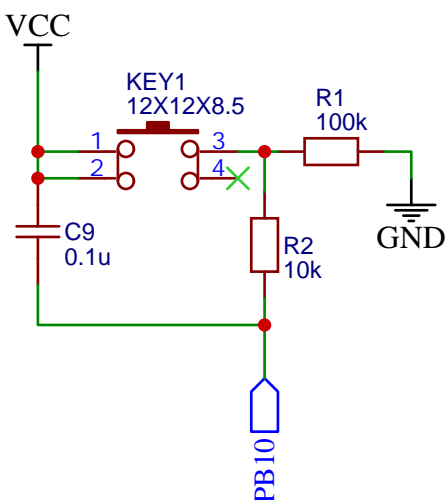 VCC
KEY1
12X12X8.5
1
2
3
4
R1
100k
GND
C9
0.1u
R2
10k
PB10